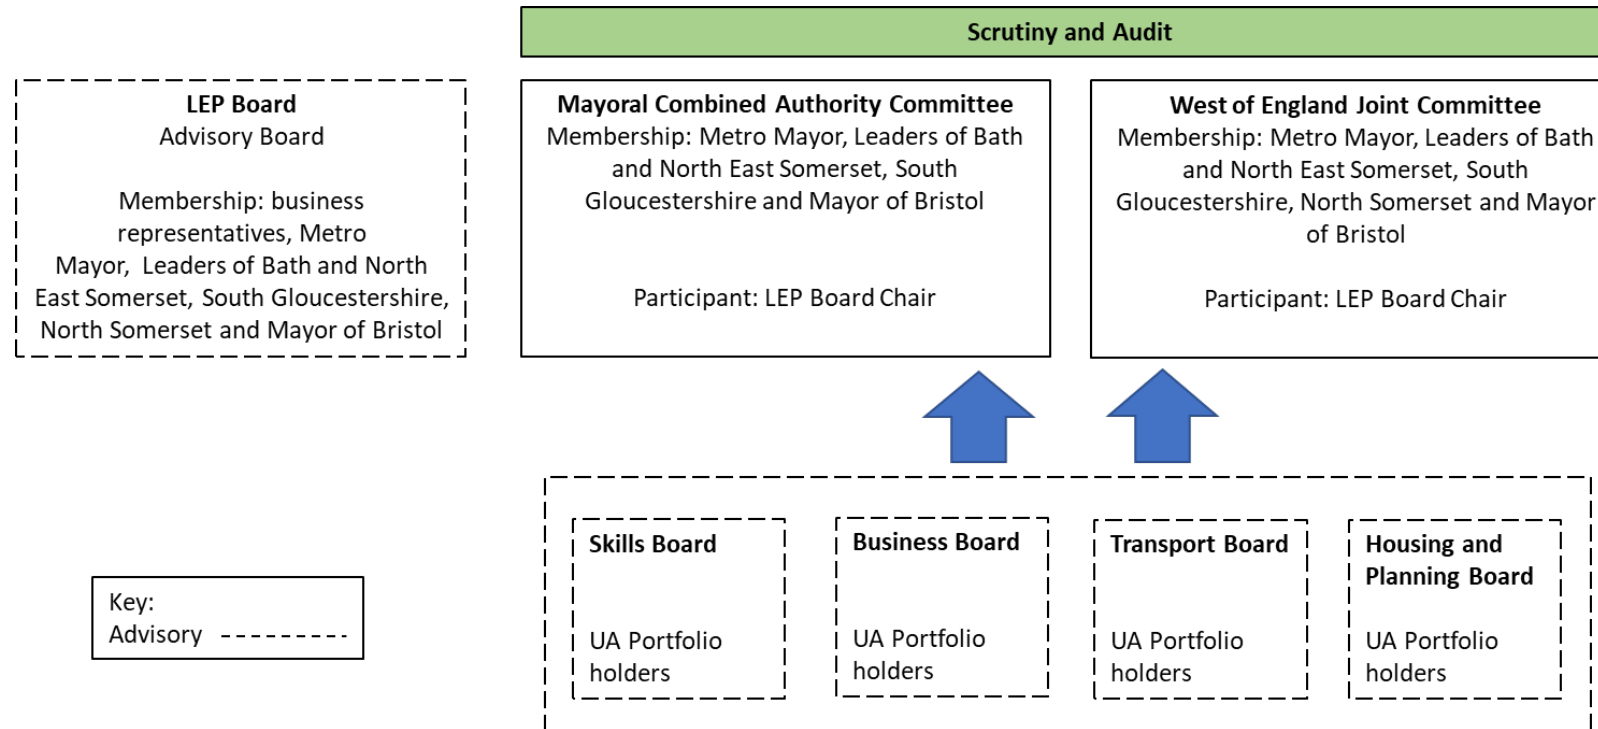 Scrutiny and Audit
LEP Board
Advisory Board
Membership: business
representatives, Metro
Mayor, Leaders of Bath and North
East Somerset, South Gloucestershire,
North Somerset and Mayor of Bristol
Mayoral Combined Authority Committee
Membership: Metro Mayor, Leaders of Bath
and North East Somerset, South
Gloucestershire and Mayor of Bristol
Participant: LEP Board Chair
West of England Joint Committee
Membership: Metro Mayor, Leaders of Bath
and North East Somerset, South
Gloucestershire, North Somerset and Mayor
of Bristol
Participant: LEP Board Chair
Skills Board
UA Portfolio
holders
Business Board
UA Portfolio
holders
Transport Board
UA Portfolio
holders
Housing and
Planning Board
UA Portfolio
holders
Key:
Advisory